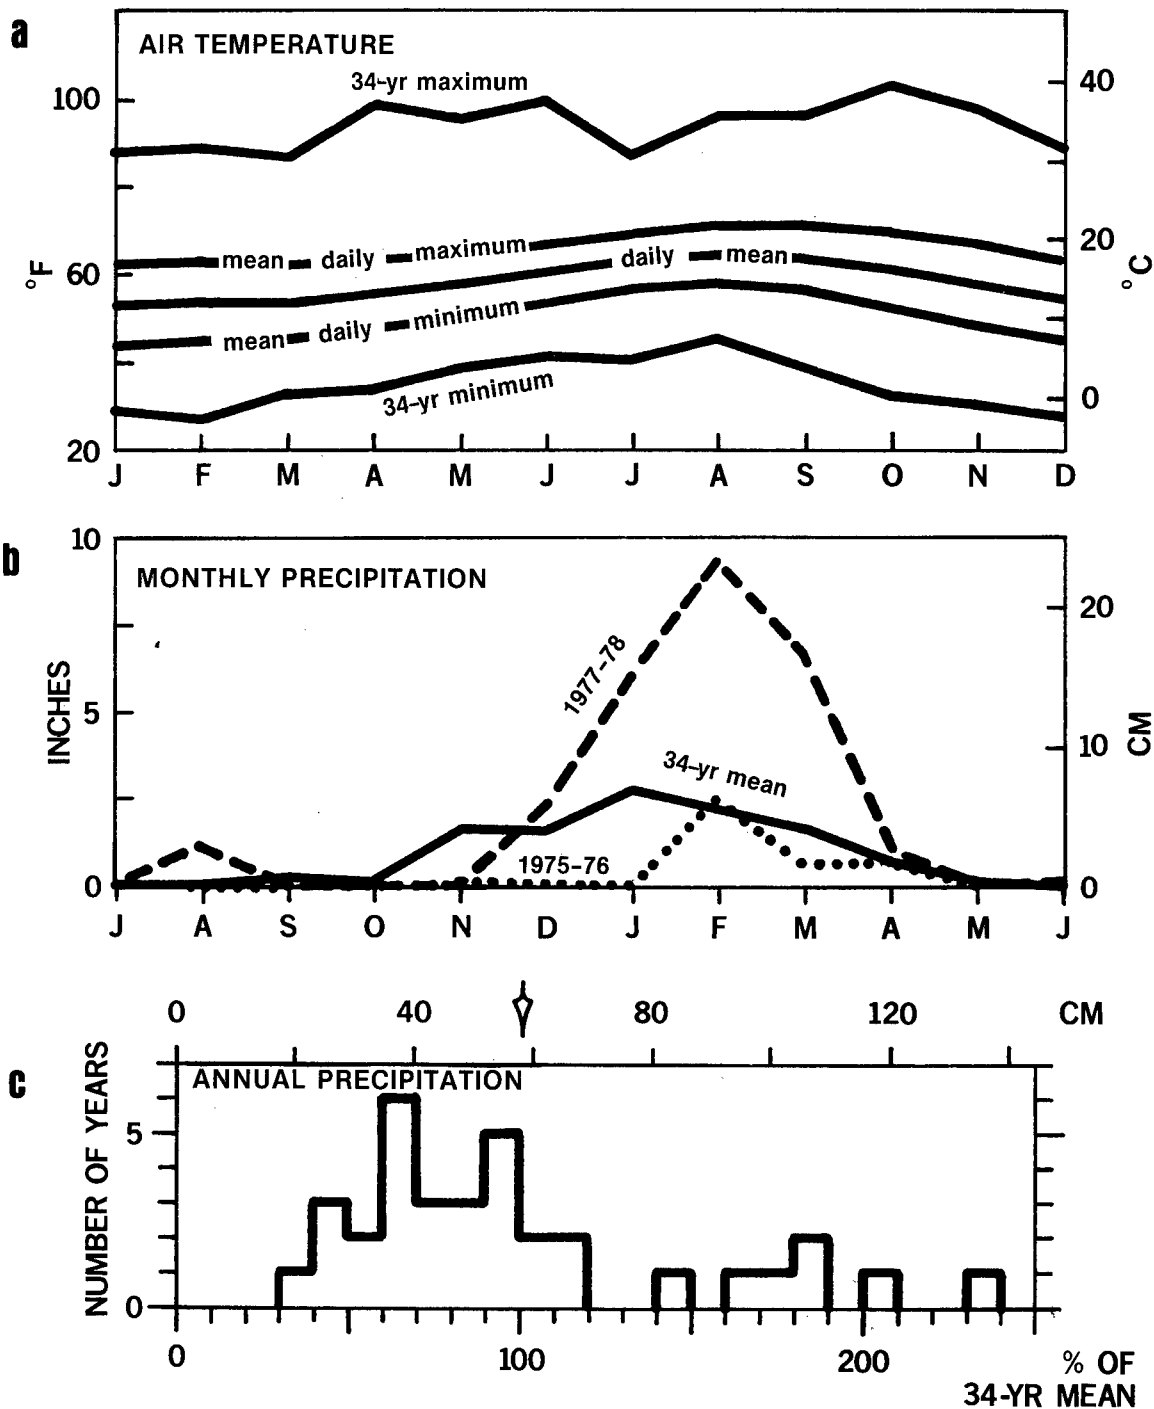 a
AIR TEMPERATURE
34-yr maximum
100
40
mean daily maximum
20
daily mean
60
°F
°C
mean daily minimum
34-yr minimum
0
20
J F M A M J J A S O N D
b
10
MONTHLY PRECIPITATION
20
1977-78
INCHES
5
10
CM
34-yr mean
1975-76
0
0
J A S O N D J F M A M J
0 40 80 120 CM
c
ANNUAL PRECIPITATION
NUMBER OF YEARS
5
0
0 100 200 % OF
34-YR MEAN